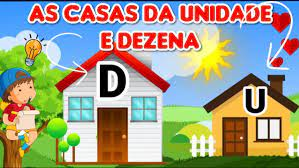 AS CASAS DA UNIDADE
E DEZENA
D
U